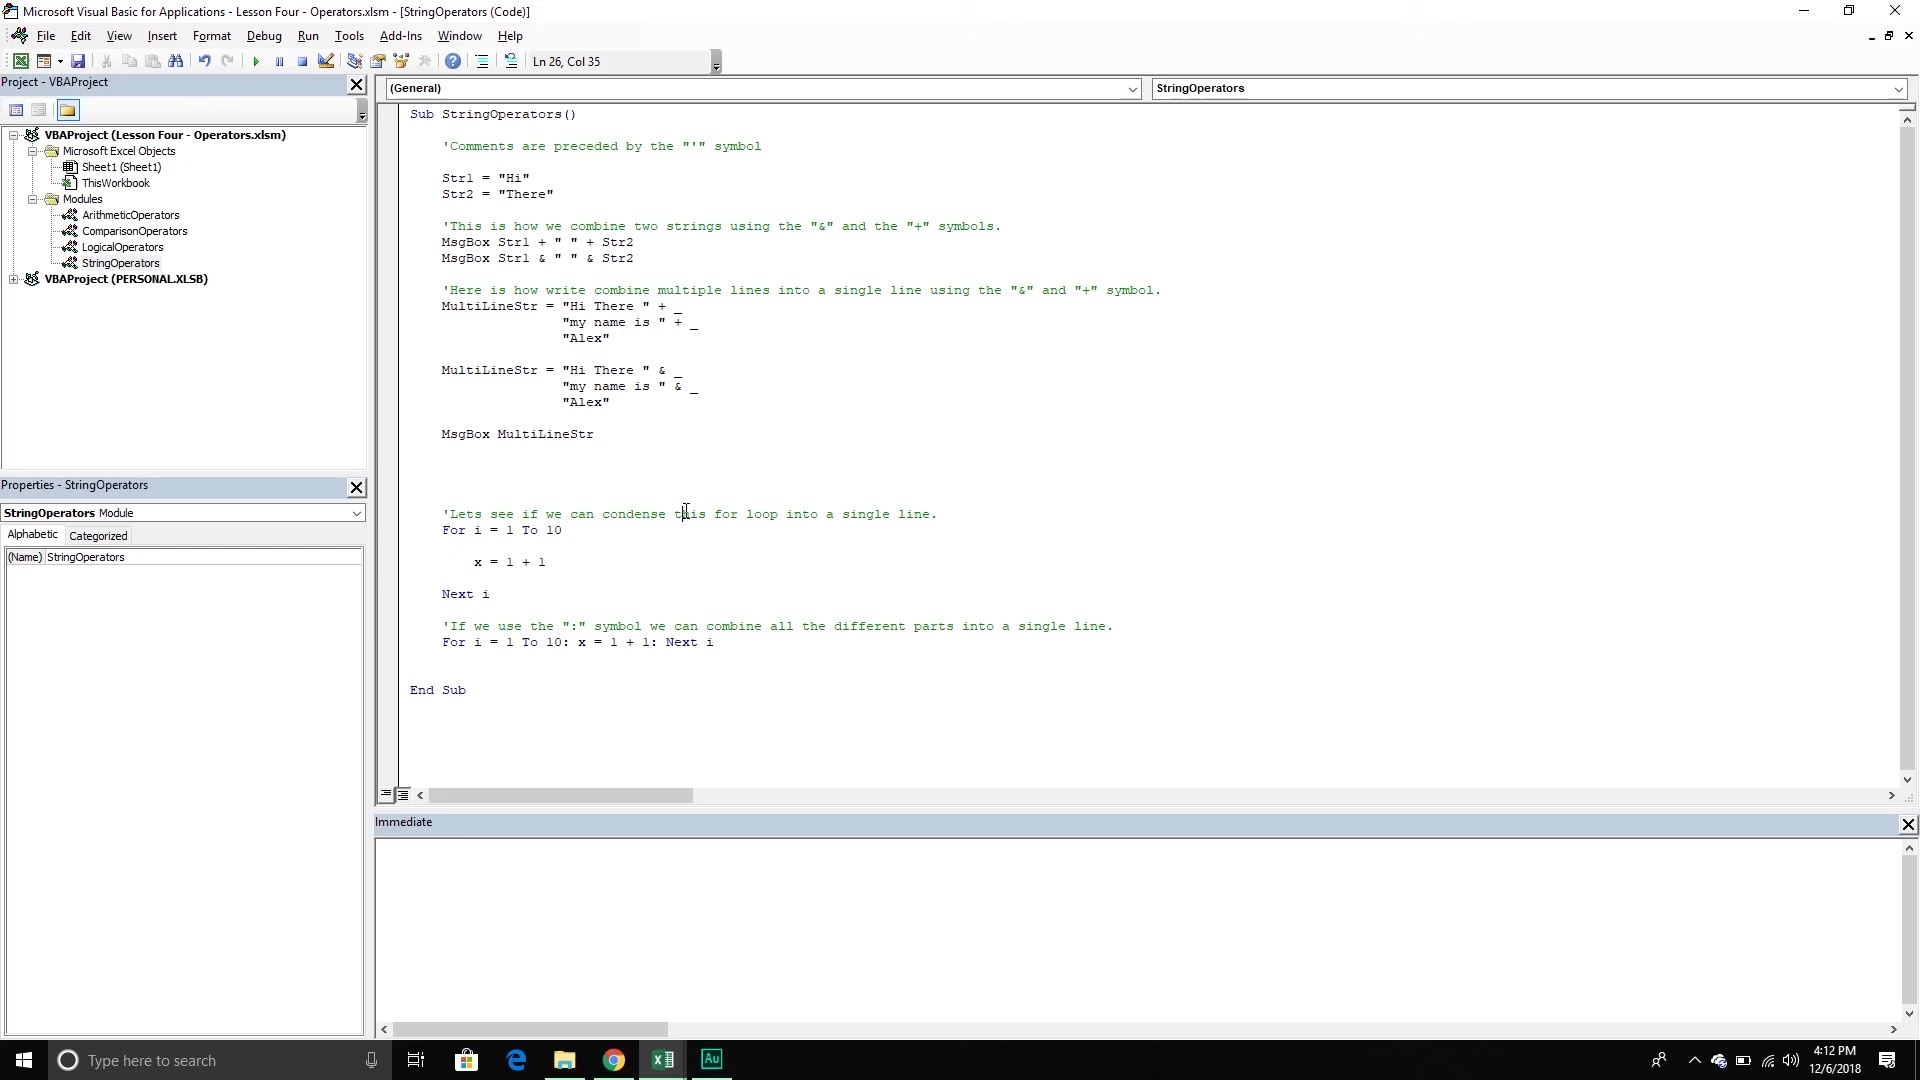 Microsoft Visual Basic for Applications - Lesson Four - Operators.xlsm - [StringOperators (Code)]
File Edit View Insert Format Debug Run Tools Add-Ins Window Help
Ln 26, Col 35
Project - VBAProject
VBAProject (Lesson Four - Operators.xlsm)
Microsoft Excel Objects
Sheet1 (Sheet1)
ThisWorkbook
Modules
ArithmeticOperators
ComparisonOperators
LogicalOperators
StringOperators
VBAProject (PERSONAL.XLSB)
Properties - StringOperators
StringOperators Module
Alphabetic Categorized
(Name) StringOperators
(General) StringOperators
Sub StringOperators()
'Comments are preceded by the "'" symbol
Str1 = "Hi"
Str2 = "There"
'This is how we combine two strings using the "&" and the "+" symbols.
MsgBox Str1 + " " + Str2
MsgBox Str1 & " " & Str2
'Here is how write combine multiple lines into a single line using the "&" and "+" symbol.
MultiLineStr = "Hi There " + _
"my name is " + _
"Alex"
MultiLineStr = "Hi There " & _
"my name is " & _
"Alex"
MsgBox MultiLineStr
'Lets see if we can condense this for loop into a single line.
For i = 1 To 10
x = 1 + 1
Next i
'If we use the ":" symbol we can combine all the different parts into a single line.
For i = 1 To 10: x = 1 + 1: Next i
End Sub
Immediate
Type here to search
Au
4:12 PM
12/6/2018